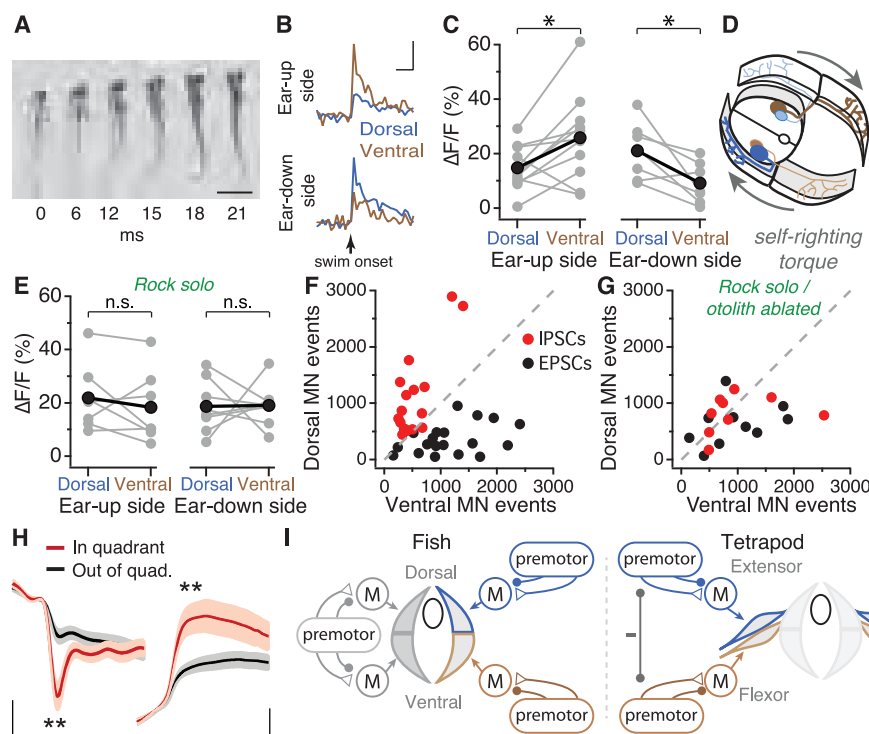 A
0 6 12 15 18 21
ms
B
Ear-up
side
Dorsal
Ventral
Ear-down
side
swim onset
C
*
*
ΔF/F (%)
60
40
20
0
Dorsal Ventral
Ear-up side
Dorsal Ventral
Ear-down side
D
self-righting
torque
E
Rock solo
n.s.
n.s.
ΔF/F (%)
60
40
20
0
Dorsal Ventral
Ear-up side
Dorsal Ventral
Ear-down side
F
Dorsal MN events
3000
2000
1000
0
IPSCs
EPSCs
0 1000 2000 3000
Ventral MN events
G
Rock solo /
otolith ablated
Dorsal MN events
3000
2000
1000
0
0 1000 2000 3000
Ventral MN events
H
In quadrant
Out of quad.
**
**
I
Fish
Dorsal
premotor
M
M
premotor
M
M
premotor
Ventral
Tetrapod
Extensor
premotor
M
M
premotor
Flexor